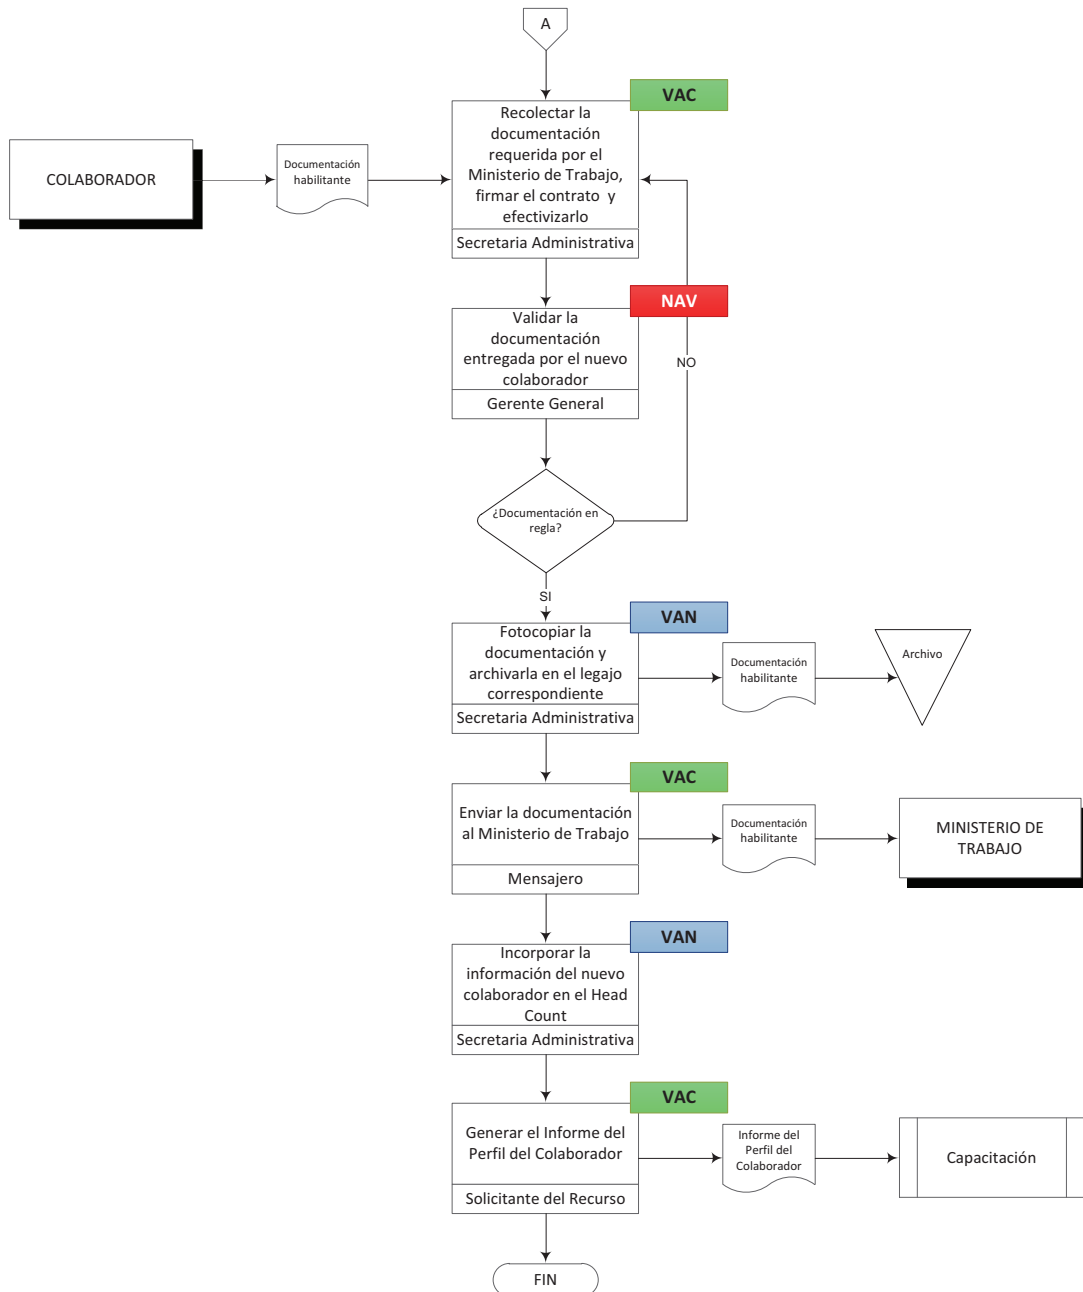 A
VAC
Recolectar la
documentación
requerida por el
Ministerio de Trabajo,
firmar el contrato y
efectivizarlo
Secretaria Administrativa
COLABORADOR
Documentación
habilitante
NAV
Validar la
documentación
entregada por el nuevo
colaborador
Gerente General
NO
¿Documentación en
regla?
SI
VAN
Fotocopiar la
documentación y
archivarla en el legajo
correspondiente
Secretaria Administrativa
Documentación
habilitante
Archivo
VAC
Enviar la documentación
al Ministerio de Trabajo
Mensajero
Documentación
habilitante
MINISTERIO DE
TRABAJO
VAN
Incorporar la
información del nuevo
colaborador en el Head
Count
Secretaria Administrativa
VAC
Generar el Informe del
Perfil del Colaborador
Solicitante del Recurso
Informe del
Perfil del
Colaborador
Capacitación
FIN